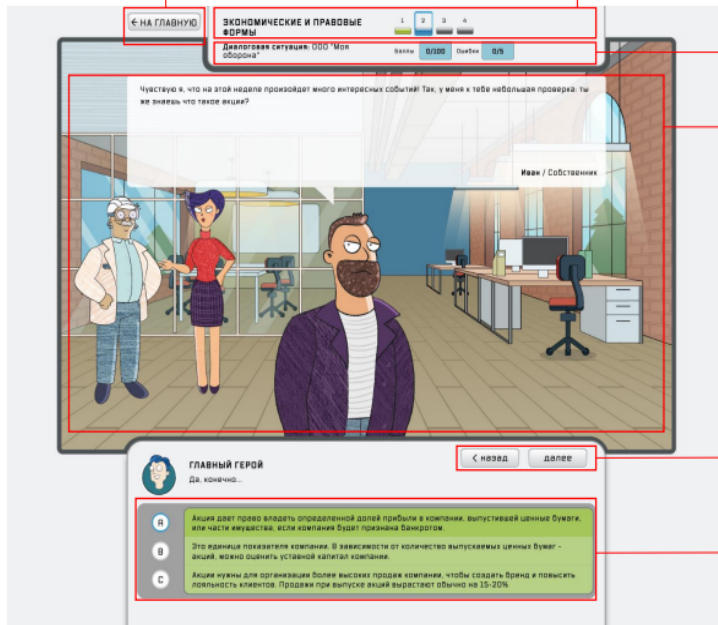 ← НА ГЛАВНУЮ
ЭКОНОМИЧЕСКИЕ И ПРАВОВЫЕ
ФОРМЫ
1 2 3 4
Диалоговая ситуация: ООО "Моя
оборона"
Баллы 0/100 Ошибки 0/5
Чувствую я, что на этой неделе произойдет много интересных событий! Так, у меня к тебе небольшая проверка: ты
же знаешь что такое акции?
Иван / Собственник
ГЛАВНЫЙ ГЕРОЙ
Да, конечно...
< назад
далее
A
Акция дает право владеть определенной долей прибыли в компании, выпустившей ценные бумаги,
или части имущества, если компания будет признана банкротом.
B
Это единица показателя компании. В зависимости от количество выпускаемых ценных бумаг -
акций, можно оценить уставной капитал компании.
C
Акции нужны для организации более высоких продаж компании, чтобы создать бренд и повысить
лояльность клиентов. Продажи при выпуске акций вырастают обычно на 15-20%